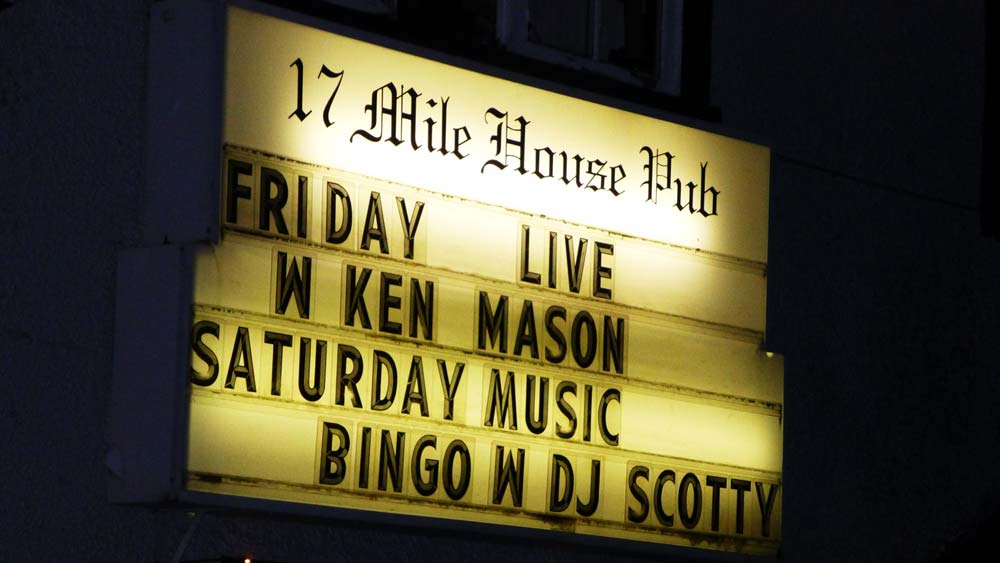 17 Mile House Pub
FRIDAY LIVE
W KEN MASON
SATURDAY MUSIC
BINGO W DJ SCOTTY